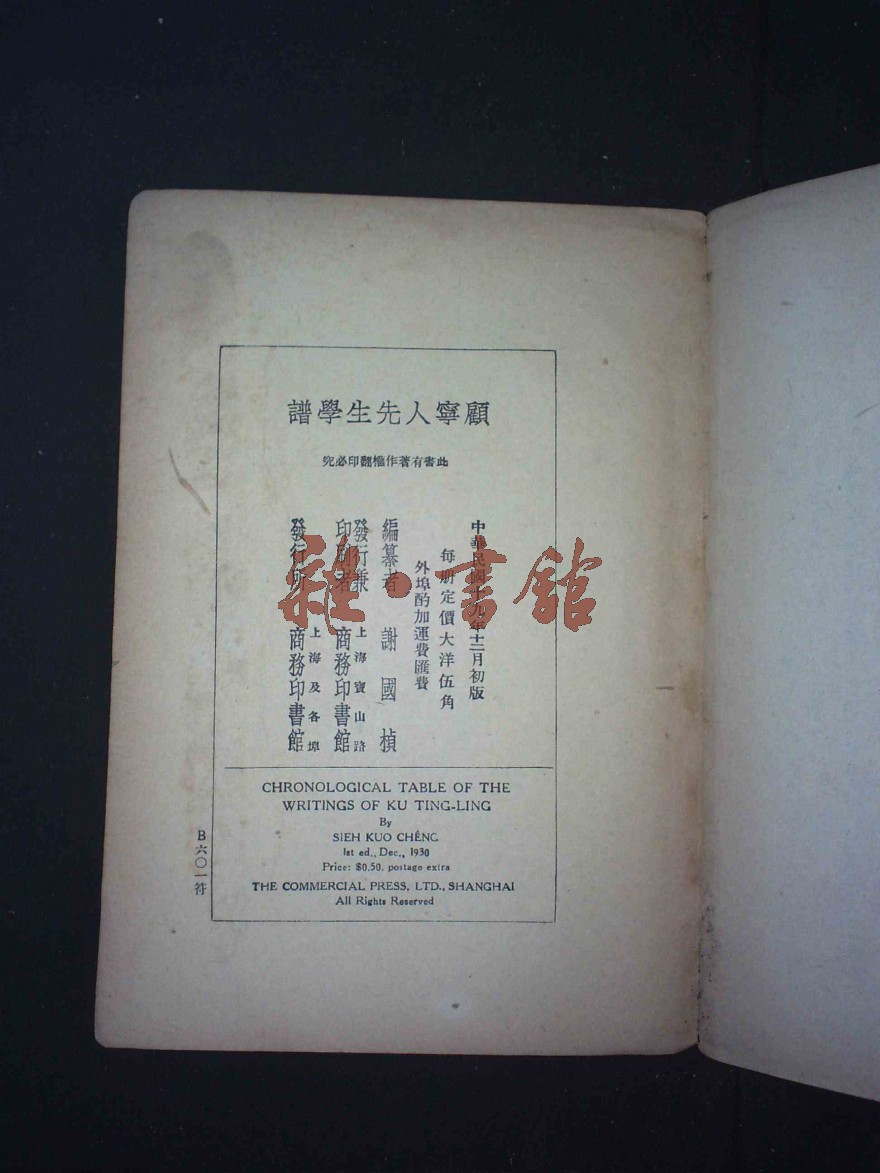 顧寧人先生學譜
此書有著作權翻印必究
中華民國十九年十二月初版
每册定價大洋伍角
外埠酌加運費匯費
編纂者 謝國楨
發行兼印刷者 上海寶山路 商務印書館
發行所 上海及各埠 商務印書館
CHRONOLOGICAL TABLE OF THE
WRITINGS OF KU TING-LING
By
SIEH KUO CHÊNG
1st ed., Dec., 1930
Price: $0.50. postage extra
THE COMMERCIAL PRESS, LTD., SHANGHAI
All Rights Reserved
B六〇一符
雜·書館